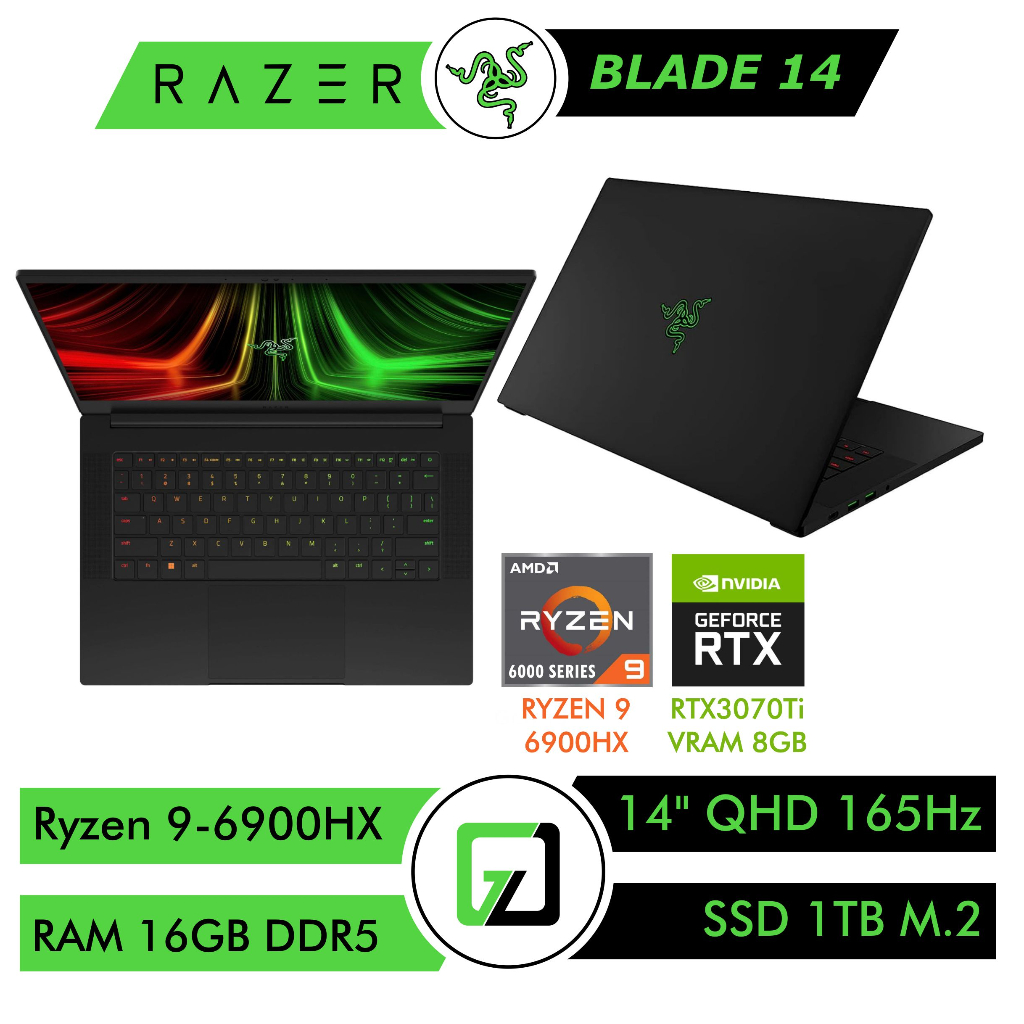 RAZER
BLADE 14
AMD
RYZEN
6000 SERIES 9
NVIDIA
GEFORCE
RTX
RYZEN 9
6900HX
RTX3070Ti
VRAM 8GB
Ryzen 9-6900HX
14" QHD 165Hz
RAM 16GB DDR5
SSD 1TB M.2